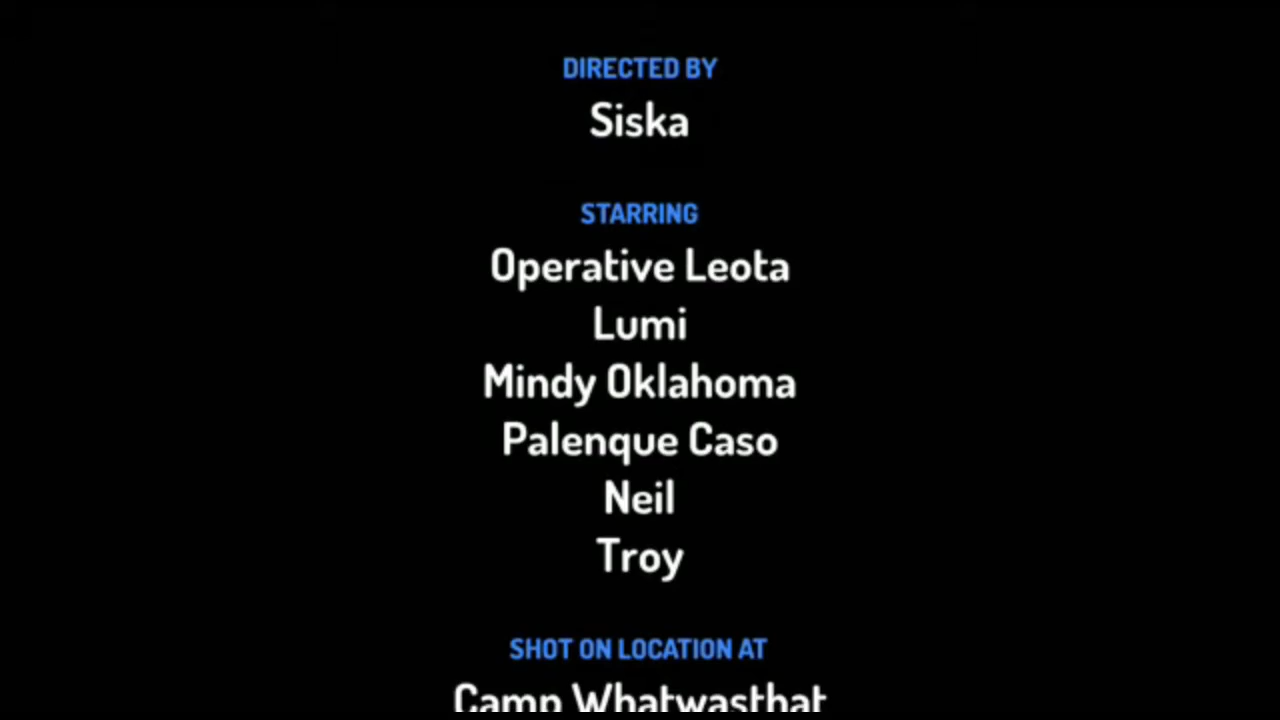 DIRECTED BY
Siska
STARRING
Operative Leota
Lumi
Mindy Oklahoma
Palenque Caso
Neil
Troy
SHOT ON LOCATION AT
Camp Whatwasthat